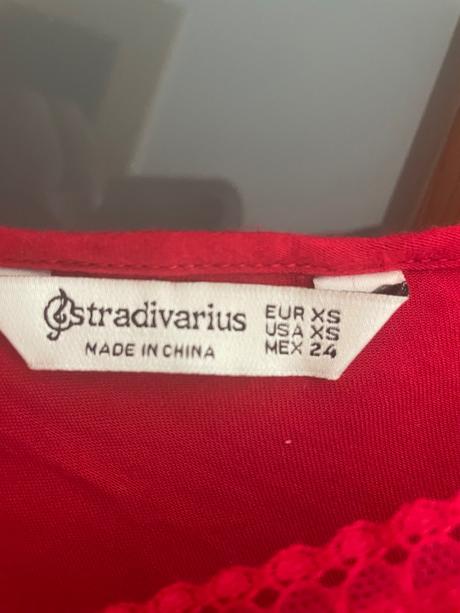 stradivarius
MADE IN CHINA
EUR XS
USA XS
MEX 24